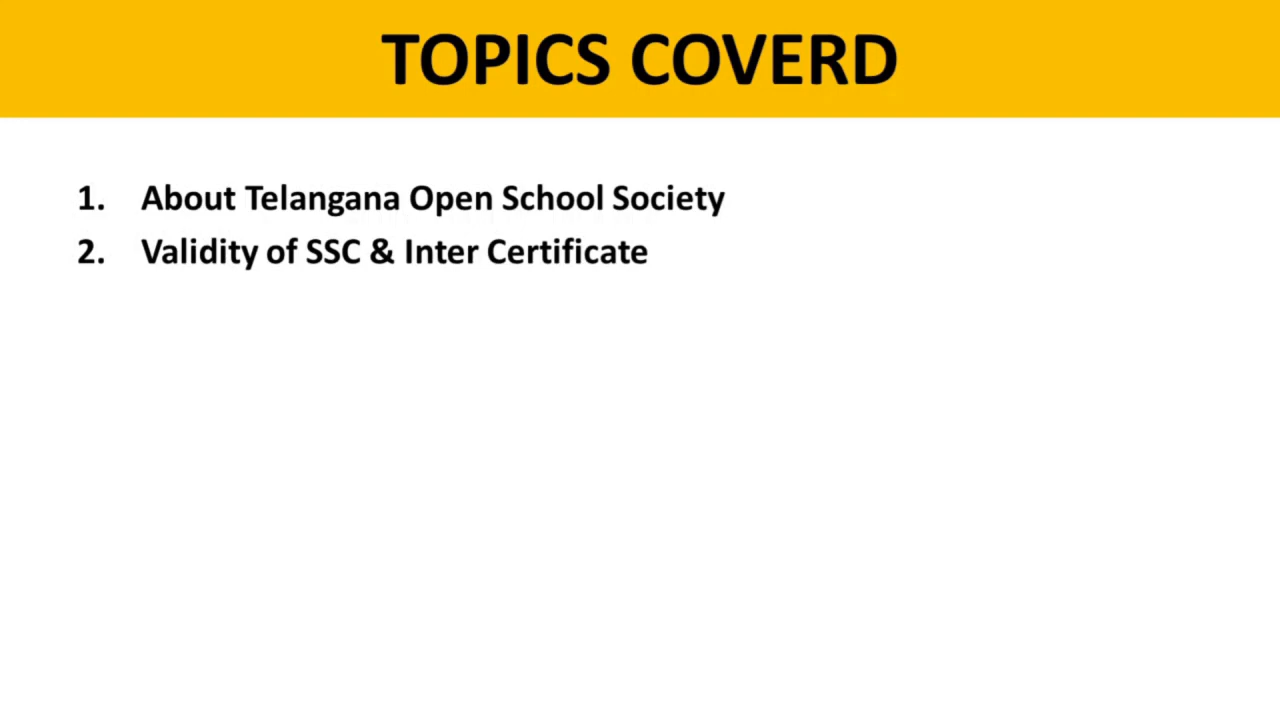 TOPICS COVERD
1. About Telangana Open School Society
2. Validity of SSC & Inter Certificate